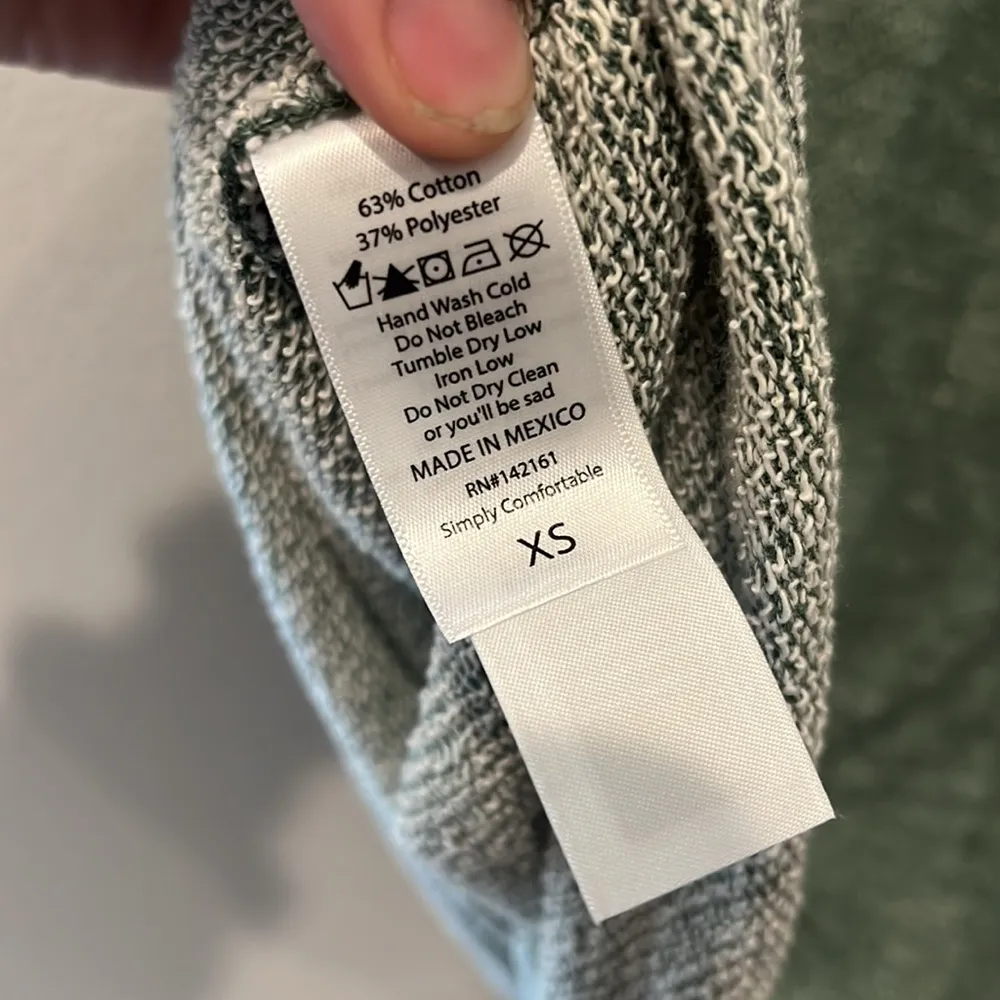 63% Cotton
37% Polyester
Hand Wash Cold
Do Not Bleach
Tumble Dry Low
Iron Low
Do Not Dry Clean
or you'll be sad
MADE IN MEXICO
RN#142161
Simply Comfortable
XS